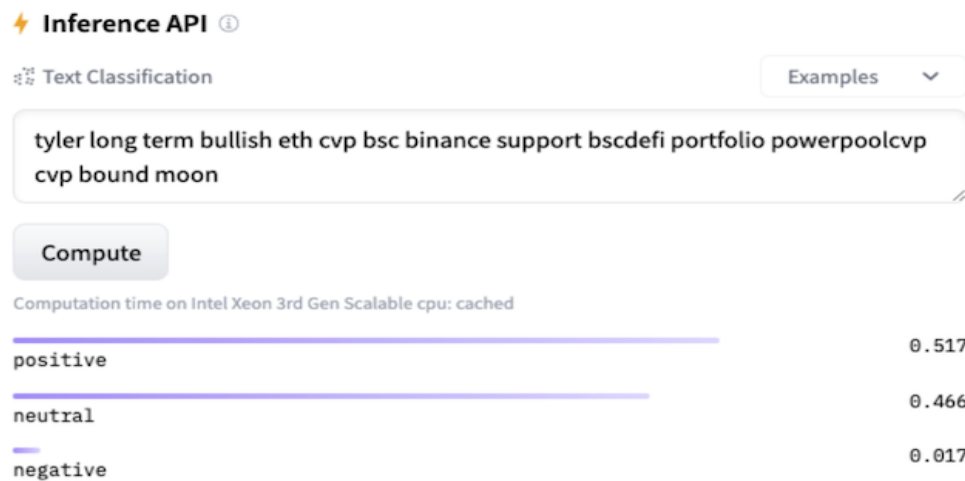 Inference API
Text Classification
Examples
tyler long term bullish eth cvp bsc binance support bscdefi portfolio powerpoolcvp
cvp bound moon
Compute
Computation time on Intel Xeon 3rd Gen Scalable cpu: cached
positive 0.517
neutral 0.466
negative 0.017